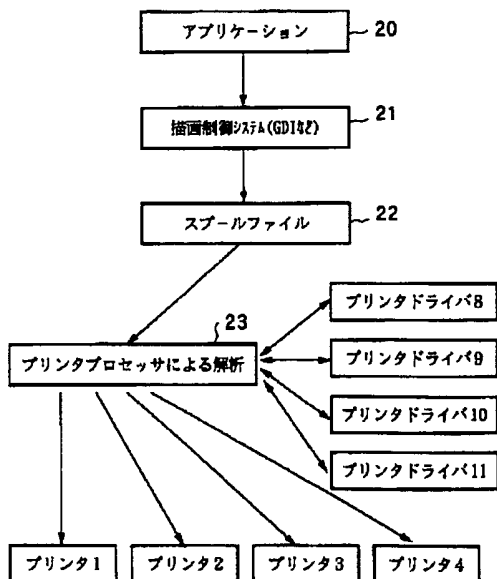 アプリケーション
20
描画制御システム(GDIなど)
21
スプールファイル
22
プリンタドライバ8
23
プリンタプロセッサによる解析
プリンタドライバ9
プリンタドライバ10
プリンタドライバ11
プリンタ1
プリンタ2
プリンタ3
プリンタ4